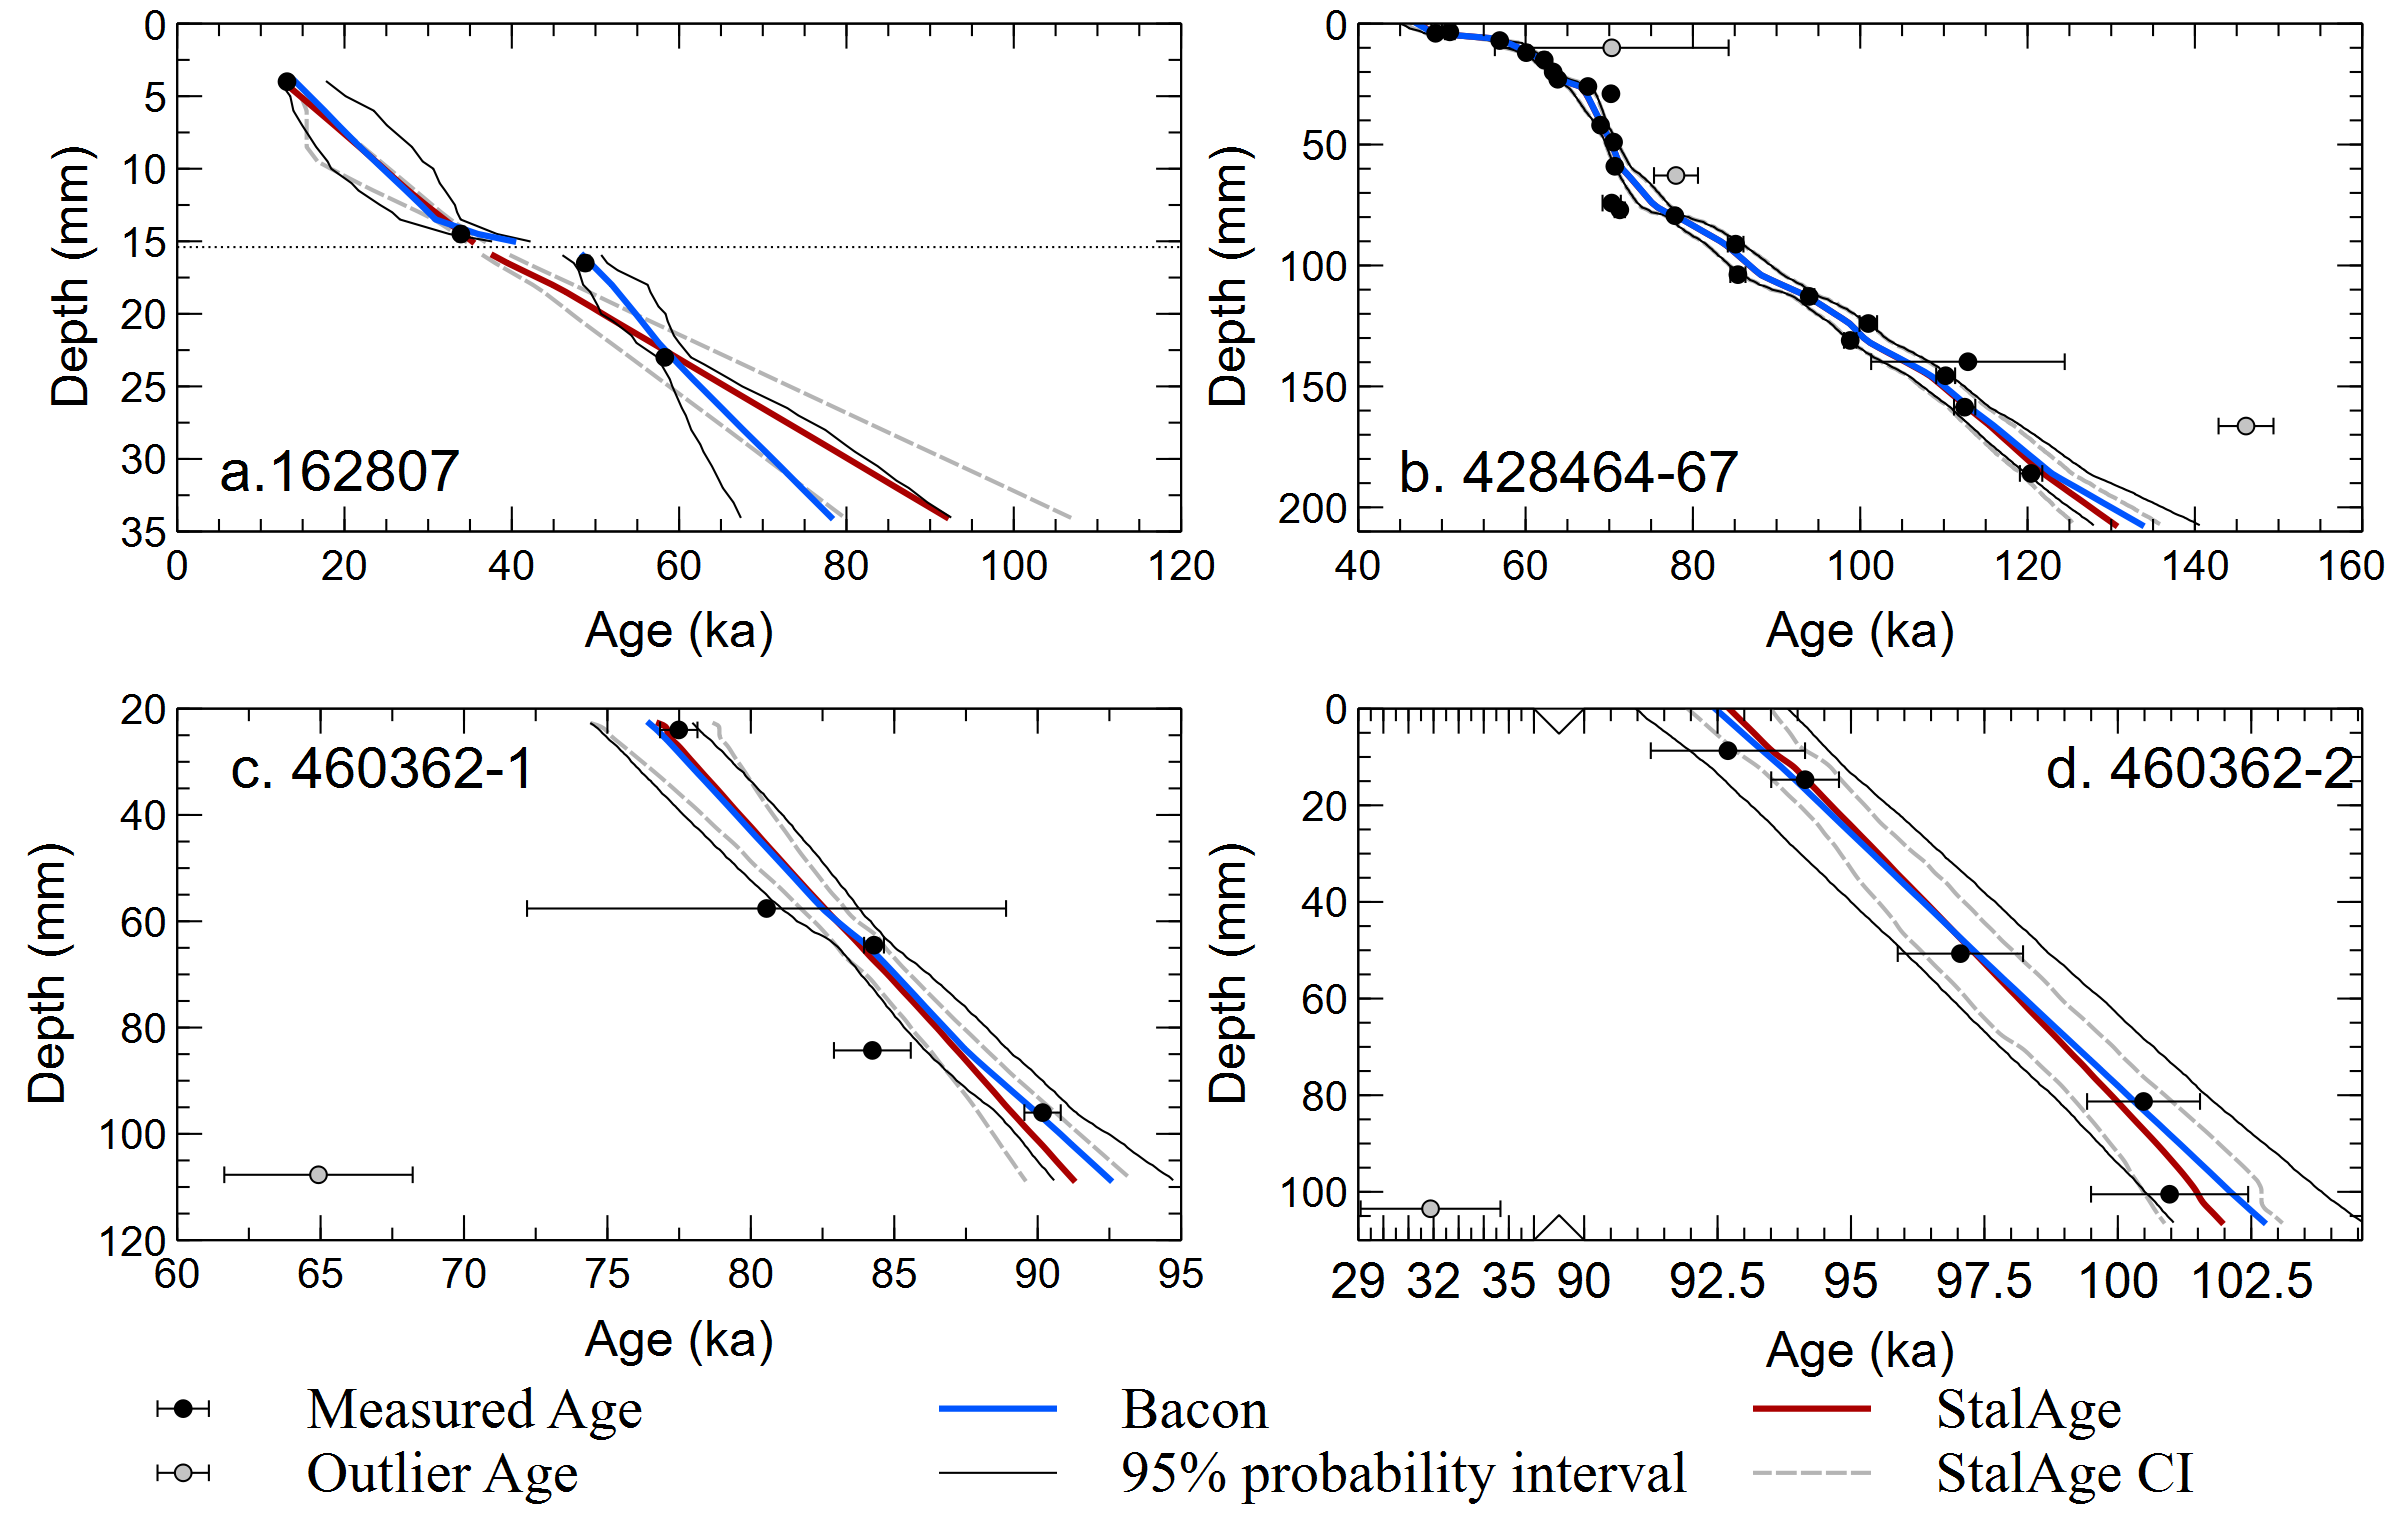 0
5
10
15
20
25
30
35
Depth (mm)
a.162807
0 20 40 60 80 100 120
Age (ka)
0
50
100
150
200
Depth (mm)
b. 428464-67
40 60 80 100 120 140 160
Age (ka)
20
40
60
80
100
120
Depth (mm)
c. 460362-1
60 65 70 75 80 85 90 95
Age (ka)
0
20
40
60
80
100
Depth (mm)
d. 460362-2
29 32 35 90 92.5 95 97.5 100 102.5
Age (ka)
Measured Age Bacon StalAge
Outlier Age 95% probability interval StalAge CI